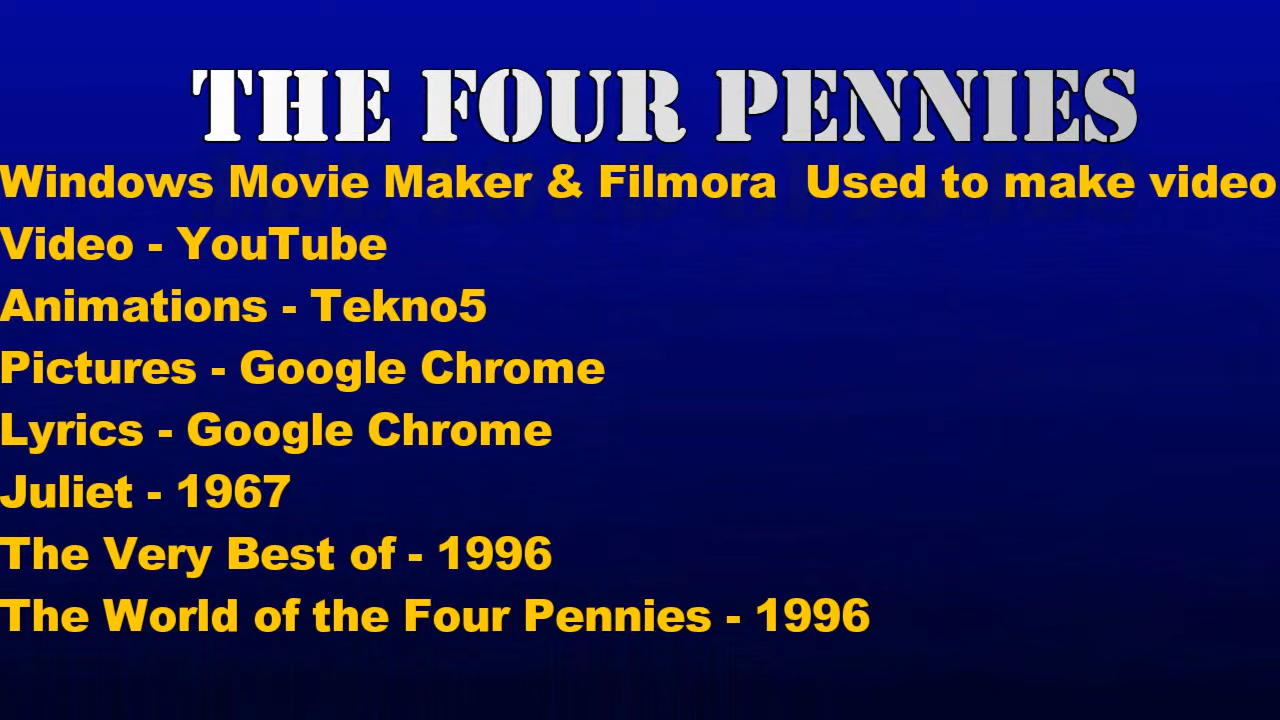 THE FOUR PENNIES
Windows Movie Maker & Filmora  Used to make video
Video - YouTube
Animations - Tekno5
Pictures - Google Chrome
Lyrics - Google Chrome
Juliet - 1967
The Very Best of - 1996
The World of the Four Pennies - 1996